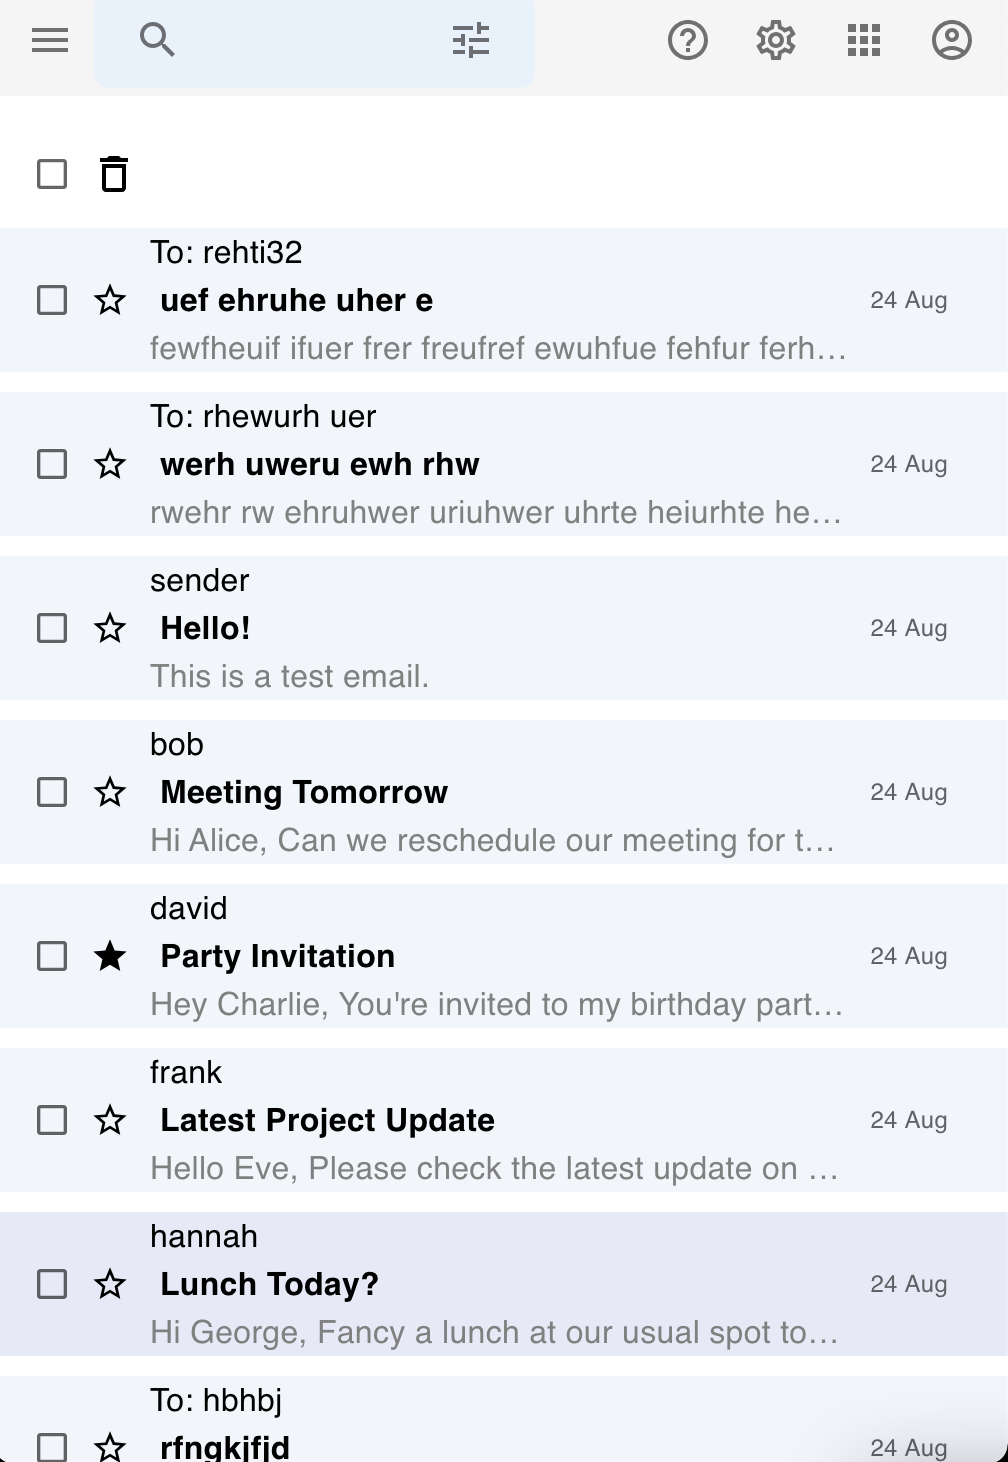 To: rehti32
uef ehruhe uher e
24 Aug
fewfheuif ifuer frer freufref ewuhfue fehfur ferh…
To: rhewurh uer
werh uweru ewh rhw
24 Aug
rwehr rw ehruhwer uriuhwer uhrte heiurhte he…
sender
Hello!
24 Aug
This is a test email.
bob
Meeting Tomorrow
24 Aug
Hi Alice, Can we reschedule our meeting for t…
david
Party Invitation
24 Aug
Hey Charlie, You're invited to my birthday part…
frank
Latest Project Update
24 Aug
Hello Eve, Please check the latest update on …
hannah
Lunch Today?
24 Aug
Hi George, Fancy a lunch at our usual spot to…
To: hbhbj
rfngkjfjd
24 Aug